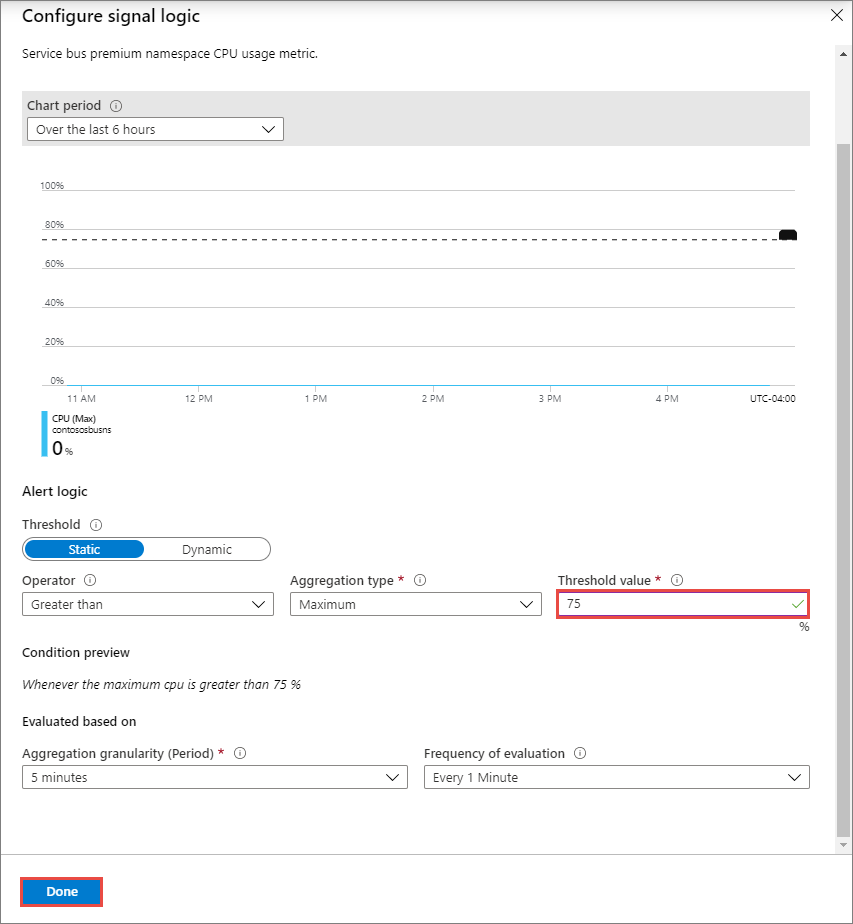 Configure signal logic
Service bus premium namespace CPU usage metric.
Chart period
Over the last 6 hours
100%
80%
60%
40%
20%
0%
11 AM 12 PM 1 PM 2 PM 3 PM 4 PM UTC-04:00
CPU (Max)
contososbusns
0 %
Alert logic
Threshold
Static Dynamic
Operator Aggregation type * Threshold value *
Greater than Maximum 75
%
Condition preview
Whenever the maximum cpu is greater than 75 %
Evaluated based on
Aggregation granularity (Period) * Frequency of evaluation
5 minutes Every 1 Minute
Done